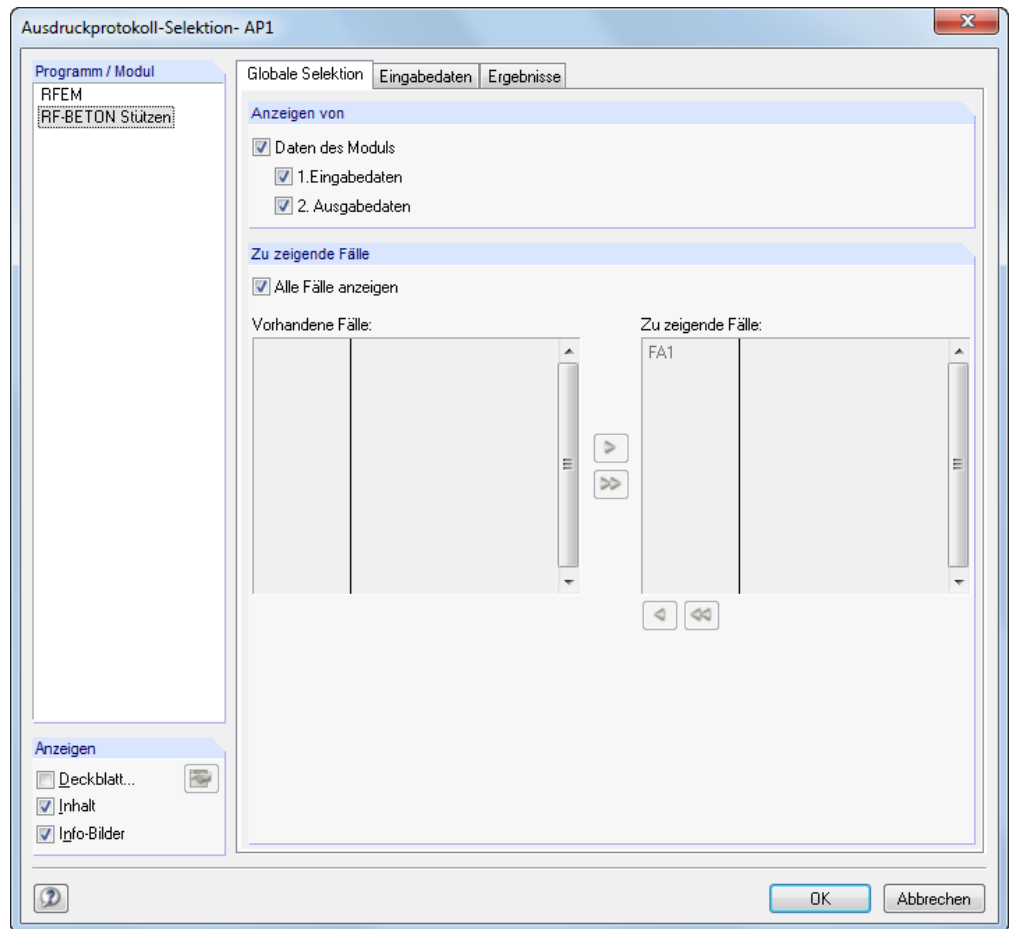 Ausdruckprotokoll-Selektion- AP1
Programm / Modul
RFEM
RF-BETON Stützen
Globale Selektion
Eingabedaten
Ergebnisse
Anzeigen von
Daten des Moduls
1.Eingabedaten
2. Ausgabedaten
Zu zeigende Fälle
Alle Fälle anzeigen
Vorhandene Fälle:
Zu zeigende Fälle:
FA1
>
>>
Anzeigen
Deckblatt...
Inhalt
Info-Bilder
OK
Abbrechen